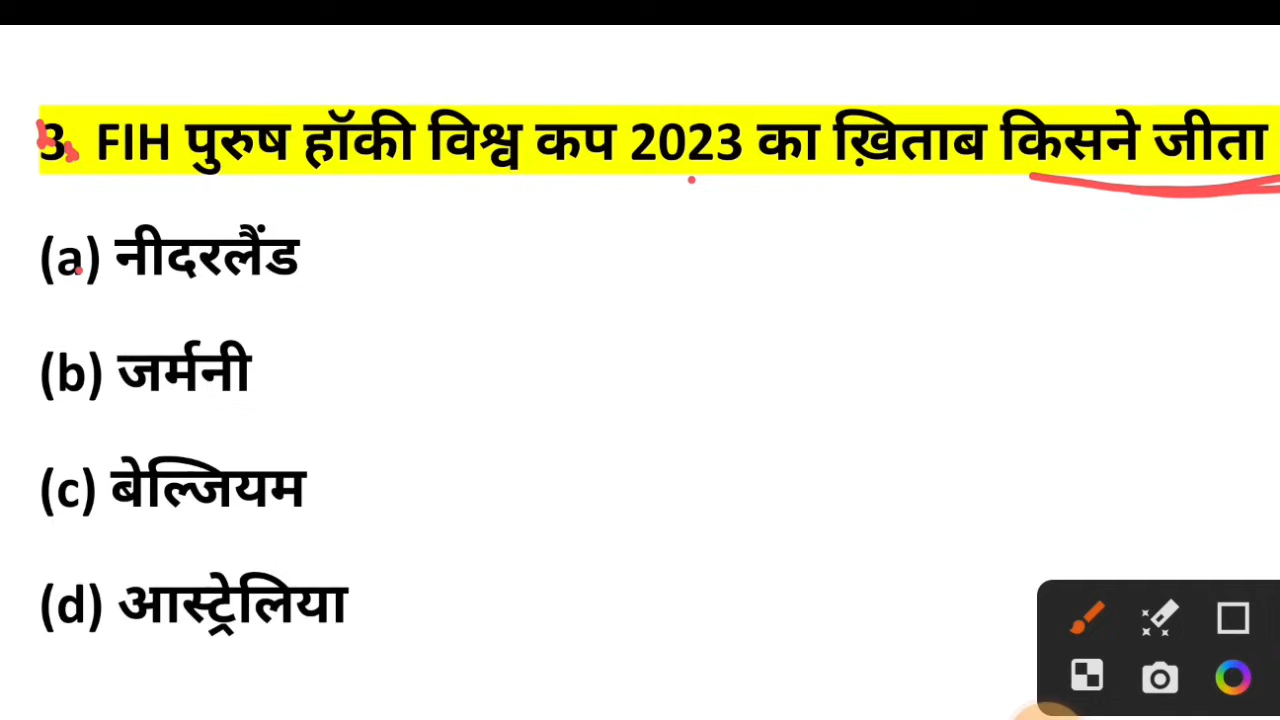 3. FIH पुरुष हॉकी विश्व कप 2023 का ख़िताब किसने जीता
(a) नीदरलैंड
(b) जर्मनी
(c) बेल्जियम
(d) आस्ट्रेलिया